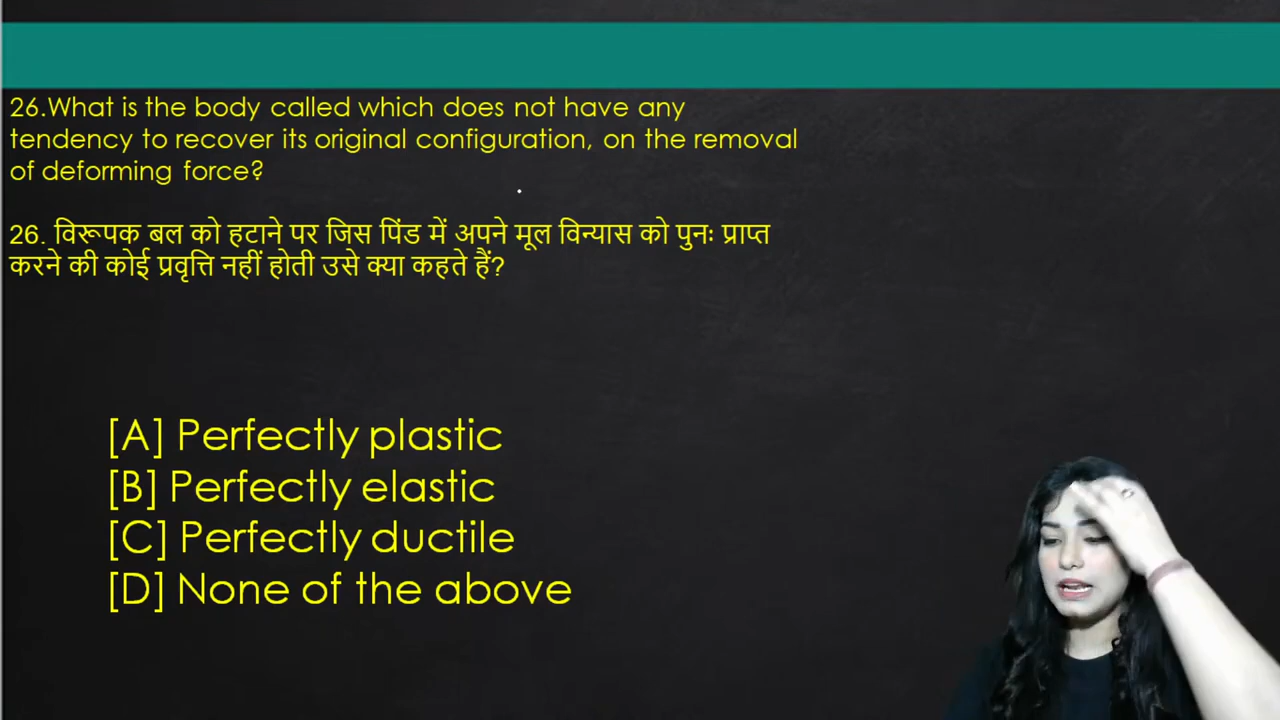 26.What is the body called which does not have any
tendency to recover its original configuration, on the removal
of deforming force?
26. विरूपक बल को हटाने पर जिस पिंड में अपने मूल विन्यास को पुनः प्राप्त
करने की कोई प्रवृत्ति नहीं होती उसे क्या कहते हैं?
[A] Perfectly plastic
[B] Perfectly elastic
[C] Perfectly ductile
[D] None of the above